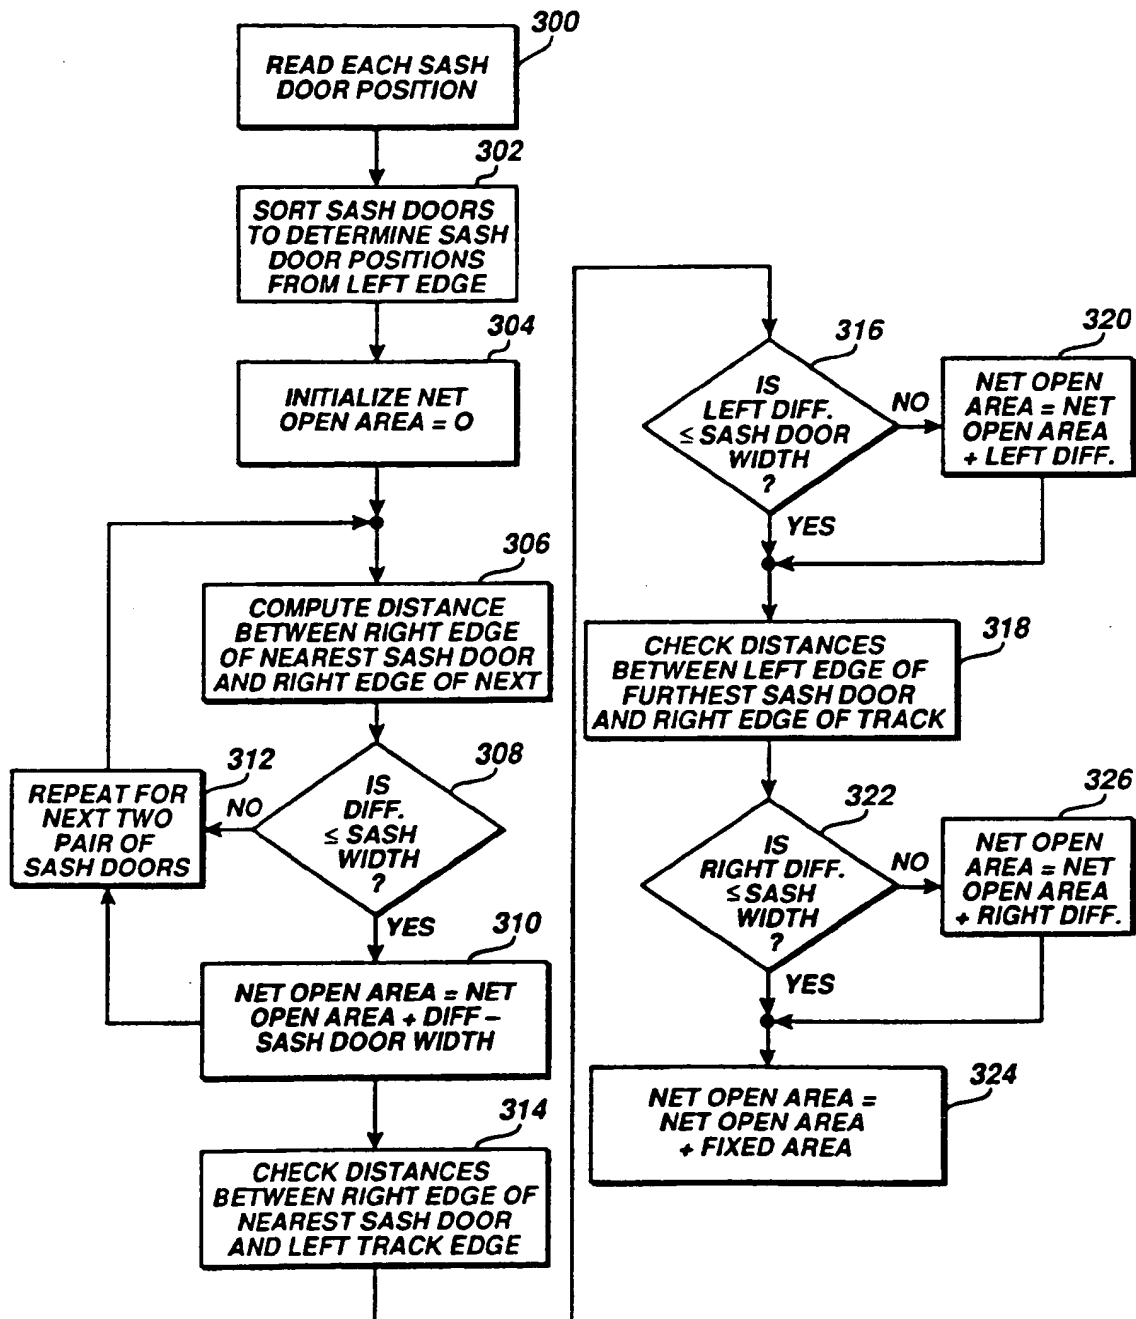 300
READ EACH SASH
DOOR POSITION
302
SORT SASH DOORS
TO DETERMINE SASH
DOOR POSITIONS
FROM LEFT EDGE
304
INITIALIZE NET
OPEN AREA = O
306
COMPUTE DISTANCE
BETWEEN RIGHT EDGE
OF NEAREST SASH DOOR
AND RIGHT EDGE OF NEXT
308
IS
DIFF.
≤ SASH
WIDTH
?
NO
YES
312
REPEAT FOR
NEXT TWO
PAIR OF
SASH DOORS
310
NET OPEN AREA = NET
OPEN AREA + DIFF –
SASH DOOR WIDTH
314
CHECK DISTANCES
BETWEEN RIGHT EDGE OF
NEAREST SASH DOOR
AND LEFT TRACK EDGE
316
IS
LEFT DIFF.
≤ SASH DOOR
WIDTH
?
NO
YES
320
NET OPEN
AREA = NET
OPEN AREA
+ LEFT DIFF.
318
CHECK DISTANCES
BETWEEN LEFT EDGE OF
FURTHEST SASH DOOR
AND RIGHT EDGE OF TRACK
322
IS
RIGHT DIFF.
≤ SASH
WIDTH
?
NO
YES
326
NET OPEN
AREA = NET
OPEN AREA
+ RIGHT DIFF.
324
NET OPEN AREA =
NET OPEN AREA
+ FIXED AREA